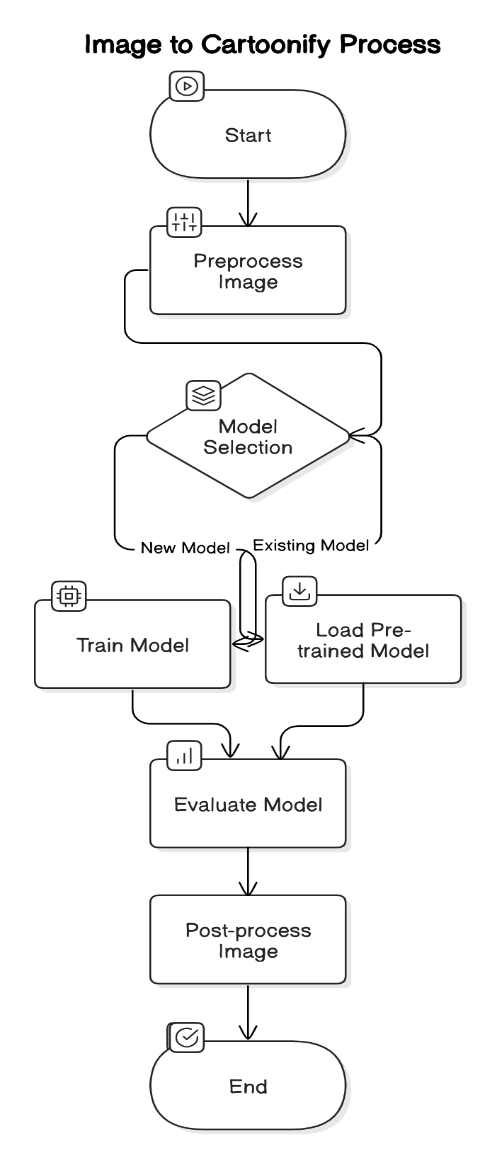 Image to Cartoonify Process
Start
Preprocess
Image
Model
Selection
New Model
Existing Model
Train Model
Load Pre-
trained Model
Evaluate Model
Post-process
Image
End